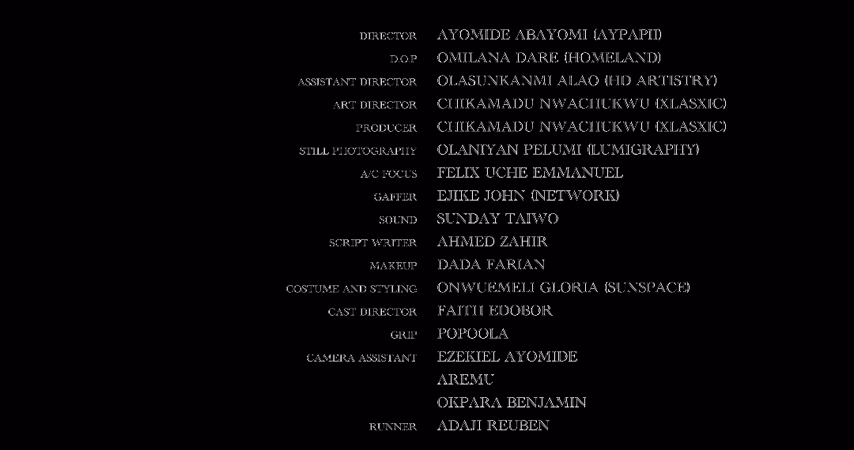 DIRECTOR AYOMIDE ABAYOMI (AYPAPII)
D.O.P OMILANA DARE (HOMELAND)
ASSISTANT DIRECTOR OLASUNKANMI ALAO (HD ARTISTRY)
ART DIRECTOR CHIKAMADU NWACHUKWU (XLASXIC)
PRODUCER CHIKAMADU NWACHUKWU (XLASXIC)
STILL PHOTOGRAPHY OLANIYAN PELUMI (LUMIGRAPHY)
A/C FOCUS FELIX UCHE EMMANUEL
GAFFER EJIKE JOHN (NETWORK)
SOUND SUNDAY TAIWO
SCRIPT WRITER AHMED ZAHIR
MAKEUP DADA FARIAN
COSTUME AND STYLING ONWUEMELI GLORIA (SUNSPACE)
CAST DIRECTOR FAITH EDOBOR
GRIP POPOOLA
CAMERA ASSISTANT EZEKIEL AYOMIDE
AREMU
OKPARA BENJAMIN
RUNNER ADAJI REUBEN